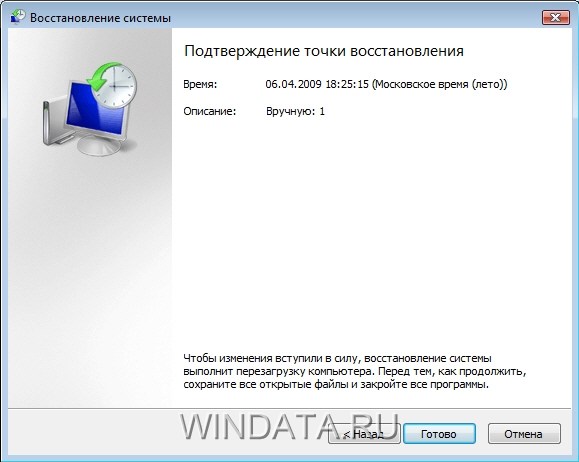 Восстановление системы
Подтверждение точки восстановления
Время: 06.04.2009 18:25:15 (Московское время (лето))
Описание: Вручную: 1
Чтобы изменения вступили в силу, восстановление системы
выполнит перезагрузку компьютера. Перед тем, как продолжить,
сохраните все открытые файлы и закройте все программы.
WINDATA.RU
< Назад Готово Отмена